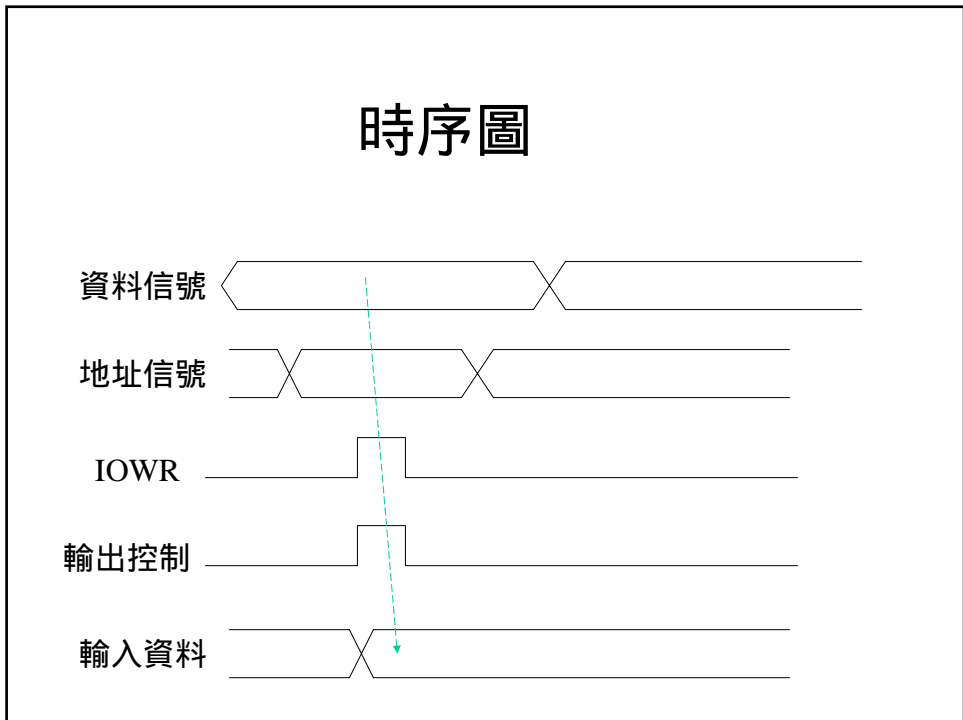 時序圖
資料信號
地址信號
IOWR
輸出控制
輸入資料